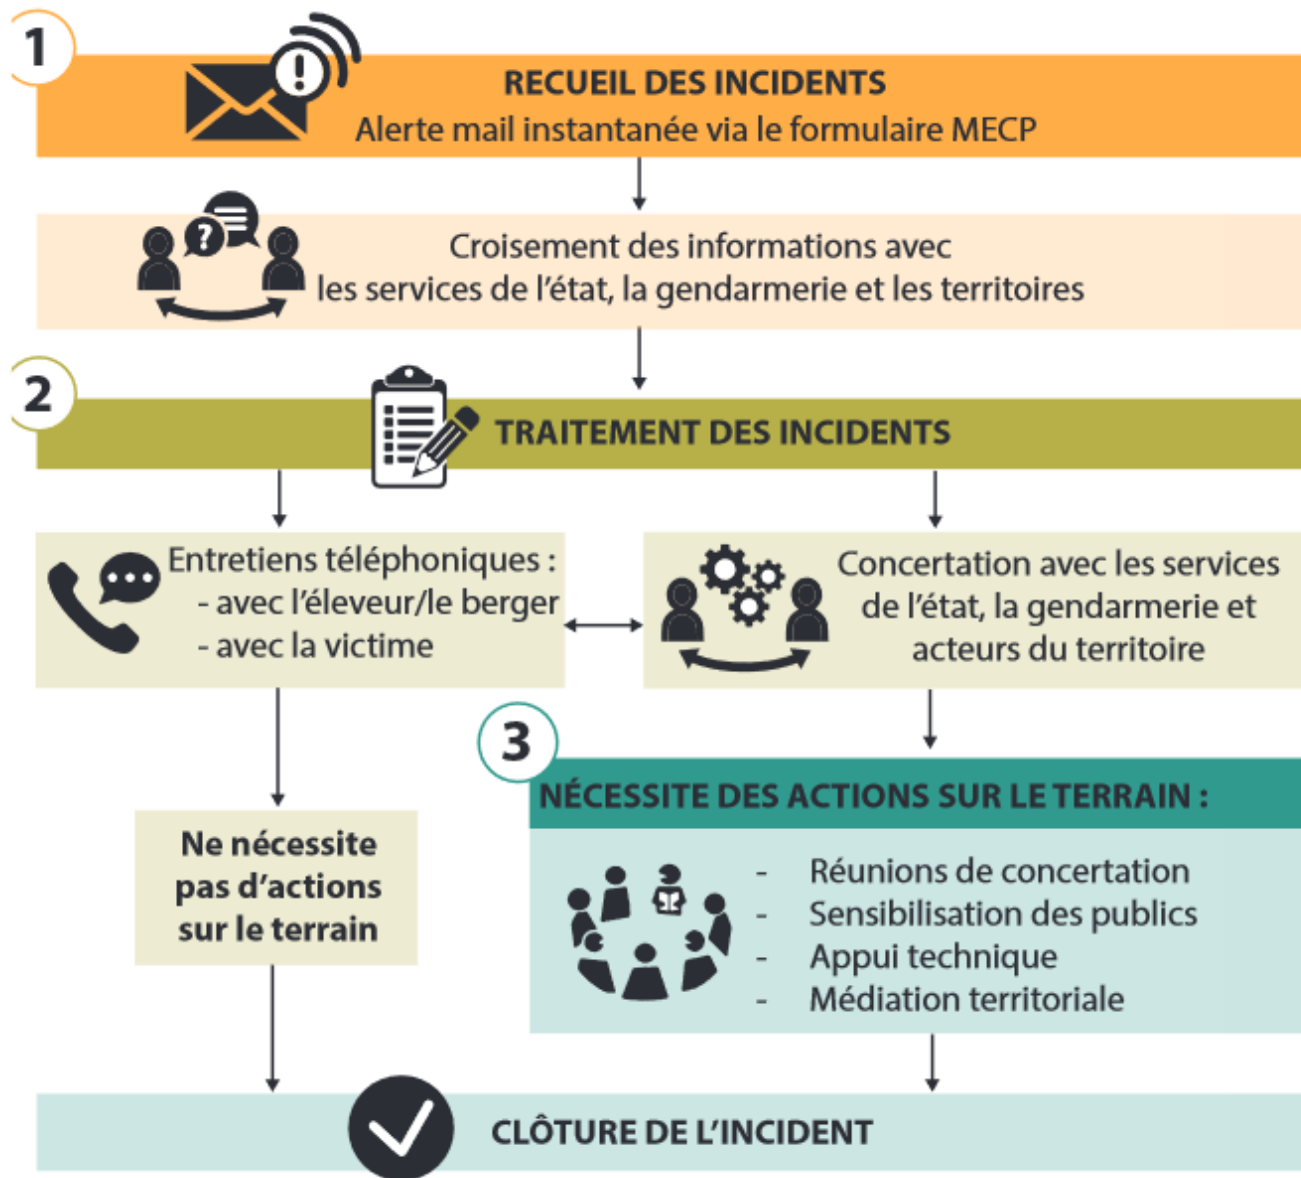 1
RECUEIL DES INCIDENTS
Alerte mail instantanée via le formulaire MECP
?
Croisement des informations avec
les services de l'état, la gendarmerie et les territoires
2
TRAITEMENT DES INCIDENTS
Entretiens téléphoniques :
- avec l'éleveur/le berger
- avec la victime
Concertation avec les services
de l'état, la gendarmerie et
acteurs du territoire
3
NÉCESSITE DES ACTIONS SUR LE TERRAIN :
- Réunions de concertation
- Sensibilisation des publics
- Appui technique
- Médiation territoriale
Ne nécessite
pas d'actions
sur le terrain
CLÔTURE DE L'INCIDENT